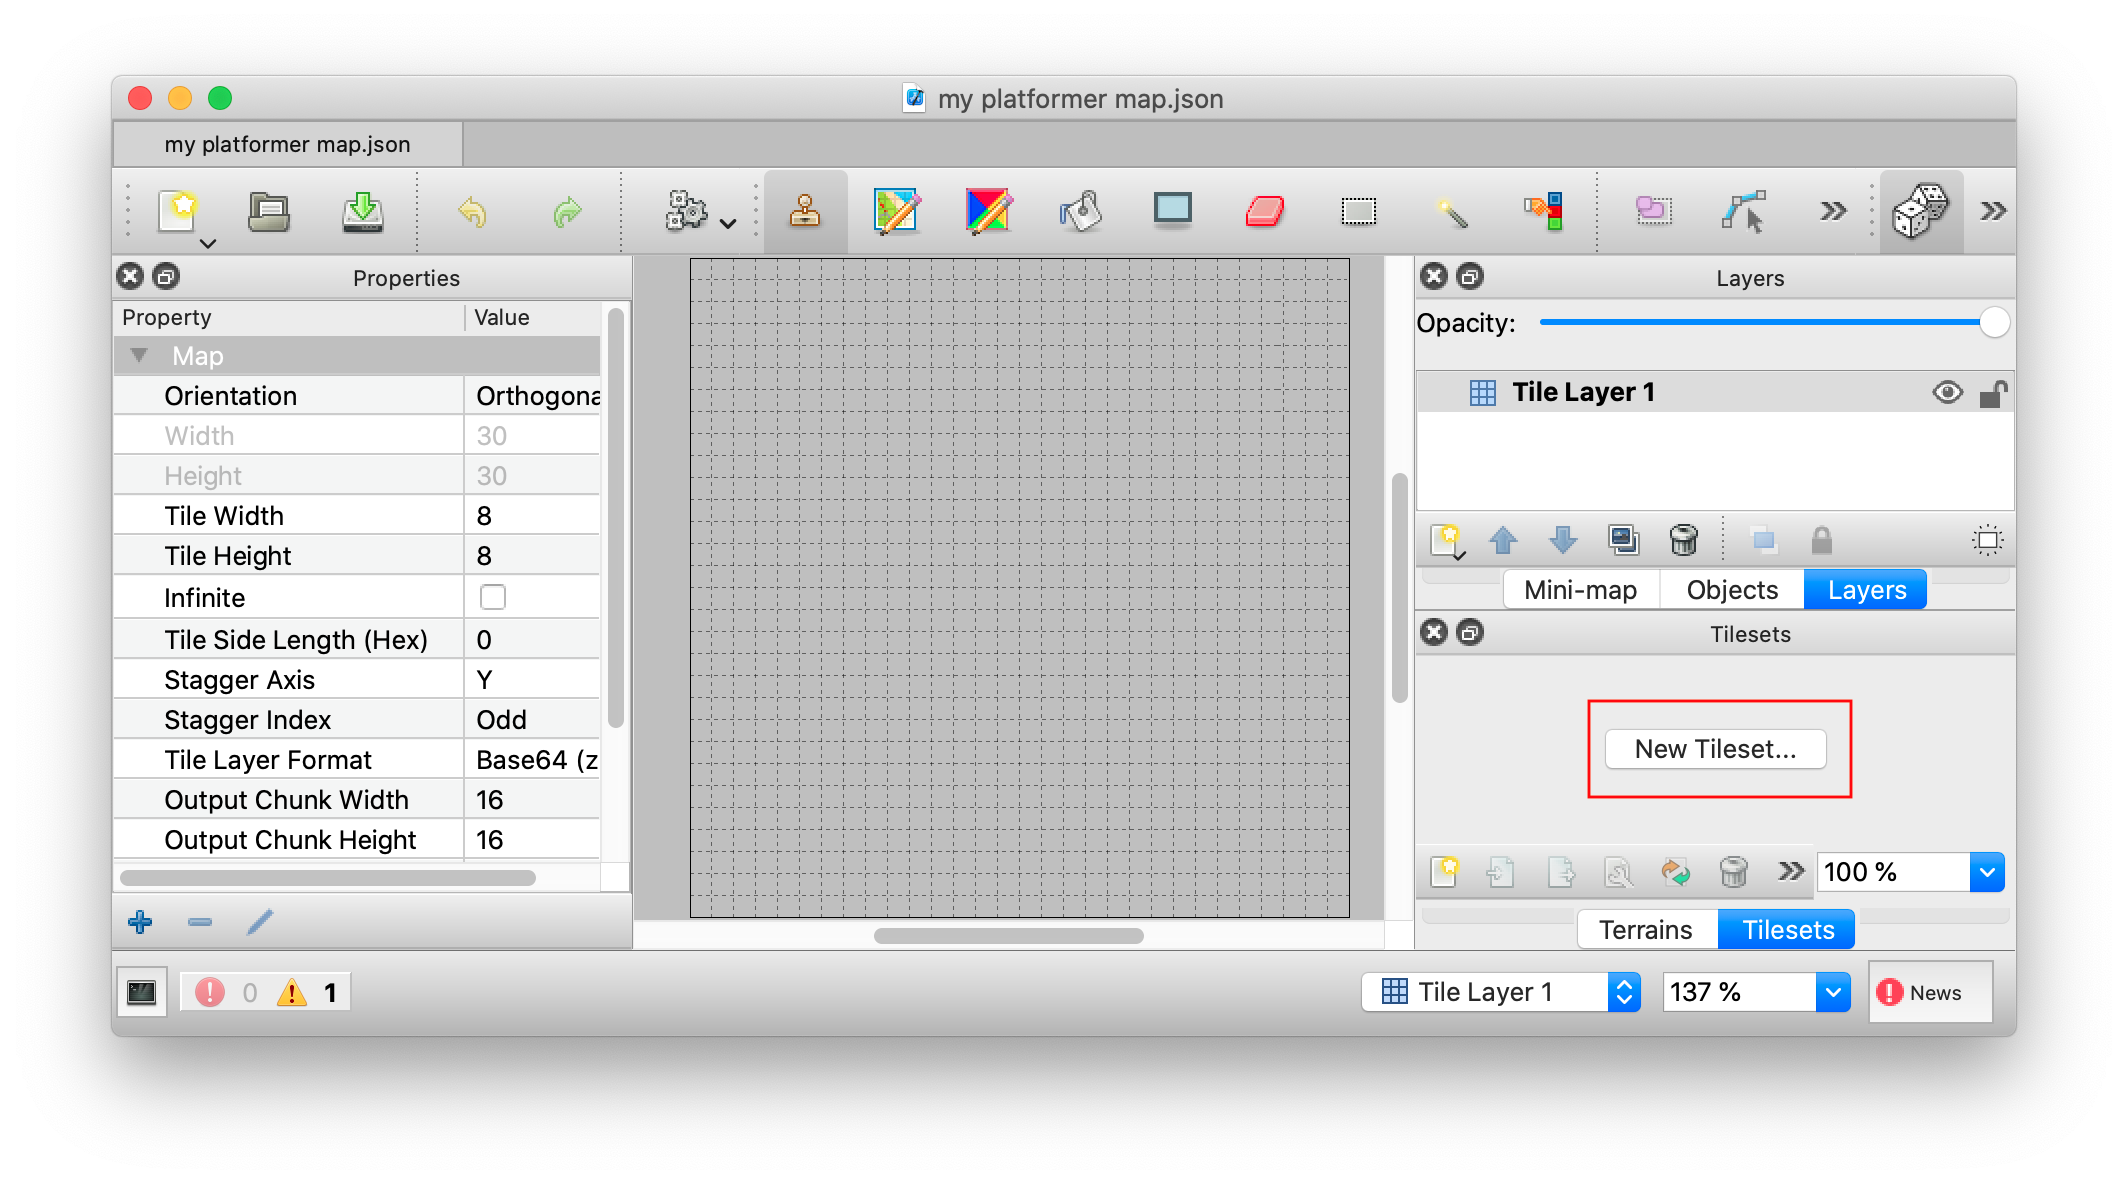 my platformer map.json
my platformer map.json
Properties
Property Value
Map
Orientation Orthogona
Width 30
Height 30
Tile Width 8
Tile Height 8
Infinite
Tile Side Length (Hex) 0
Stagger Axis Y
Stagger Index Odd
Tile Layer Format Base64 (z
Output Chunk Width 16
Output Chunk Height 16
Layers
Opacity:
Tile Layer 1
Mini-map Objects Layers
Tilesets
New Tileset...
100 %
Terrains Tilesets
0 1
Tile Layer 1 137 % News